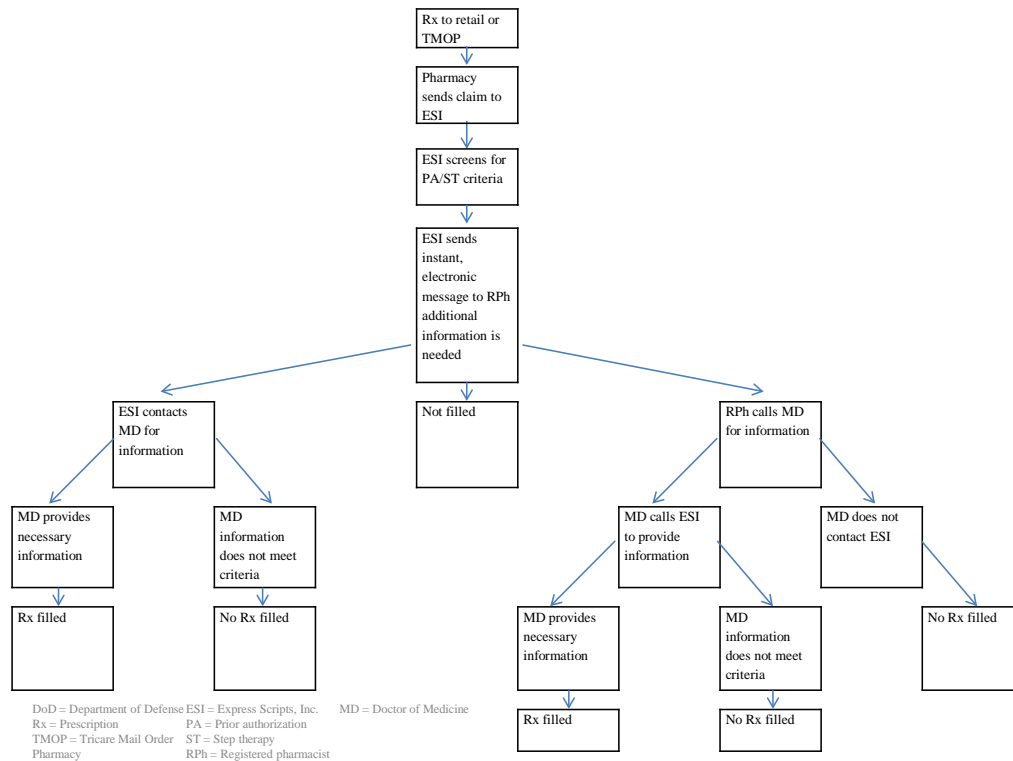 Rx to retail or
TMOP
Pharmacy
sends claim to
ESI
ESI screens for
PA/ST criteria
ESI sends
instant,
electronic
message to RPh
additional
information is
needed
ESI contacts
MD for
information
Not filled
RPh calls MD
for information
MD provides
necessary
information
MD
information
does not meet
criteria
MD calls ESI
to provide
information
MD does not
contact ESI
Rx filled
No Rx filled
MD provides
necessary
information
MD
information
does not meet
criteria
No Rx filled
Rx filled
No Rx filled
DoD = Department of Defense ESI = Express Scripts, Inc. MD = Doctor of Medicine
Rx = Prescription PA = Prior authorization
TMOP = Tricare Mail Order ST = Step therapy
Pharmacy RPh = Registered pharmacist